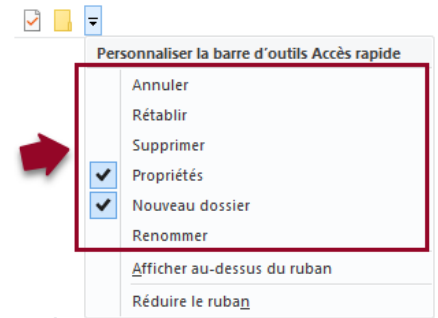 Personnaliser la barre d'outils Accès rapide
Annuler
Rétablir
Supprimer
Propriétés
Nouveau dossier
Renommer
Afficher au-dessus du ruban
Réduire le ruban